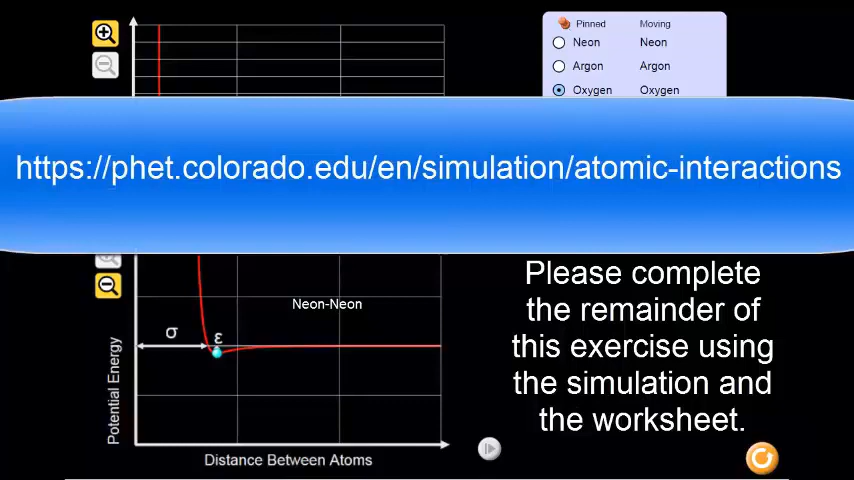 Pinned Moving
Neon Neon
Argon Argon
Oxygen Oxygen
https://phet.colorado.edu/en/simulation/atomic-interactions
Please complete
the remainder of
this exercise using
the simulation and
the worksheet.
Neon-Neon
σ
ε
Potential Energy
Distance Between Atoms